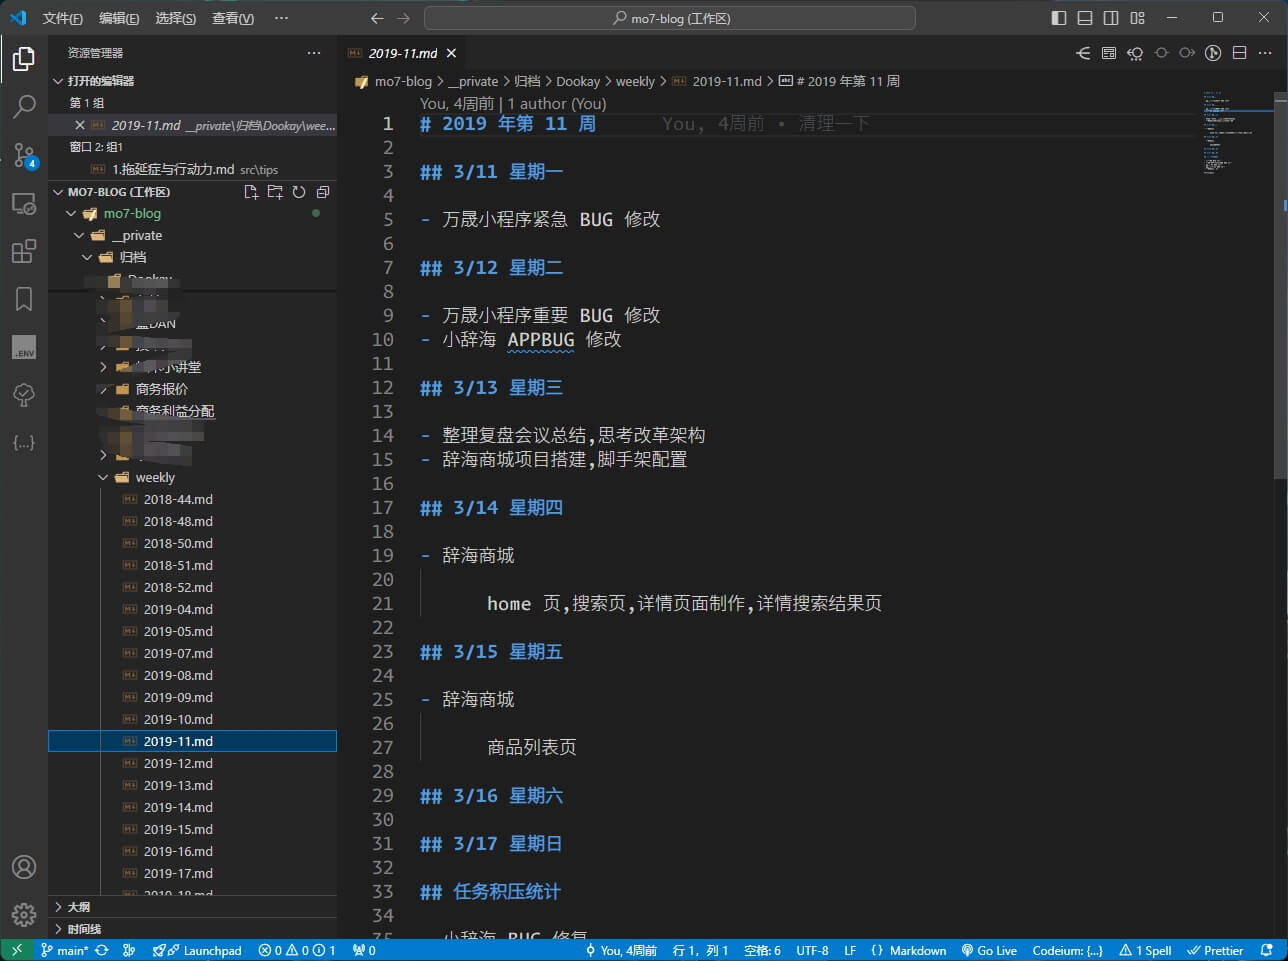 文件(F) 编辑(E) 选择(S) 查看(V) ··· mo7-blog (工作区)
资源管理器 ···
打开的编辑器
第 1 组
2019-11.md __private\归档\Dookay\wee...
窗口 2: 组1
1.拖延症与行动力.md src\tips
MO7-BLOG (工作区)
mo7-blog
__private
归档
Dookay
商务报价
商务利益分配
weekly
2018-44.md
2018-48.md
2018-50.md
2018-51.md
2018-52.md
2019-04.md
2019-05.md
2019-07.md
2019-08.md
2019-09.md
2019-10.md
2019-11.md
2019-12.md
2019-13.md
2019-14.md
2019-15.md
2019-16.md
2019-17.md
2019-18.md
大纲
时间线
4
.ENV
{...}
2019-11.md
mo7-blog > __private > 归档 > Dookay > weekly > 2019-11.md > # 2019 年第 11 周
You, 4周前 | 1 author (You)
1 # 2019 年第 11 周 You, 4周前 • 清理一下
2
3 ## 3/11 星期一
4
5 - 万晟小程序紧急 BUG 修改
6
7 ## 3/12 星期二
8
9 - 万晟小程序重要 BUG 修改
10 - 小辞海 APPBUG 修改
11
12 ## 3/13 星期三
13
14 - 整理复盘会议总结,思考改革架构
15 - 辞海商城项目搭建,脚手架配置
16
17 ## 3/14 星期四
18
19 - 辞海商城
20
21 home 页,搜索页,详情页面制作,详情搜索结果页
22
23 ## 3/15 星期五
24
25 - 辞海商城
26
27 商品列表页
28
29 ## 3/16 星期六
30
31 ## 3/17 星期日
32
33 ## 任务积压统计
34
35 - 小辞海 BUG 修复
main* Launchpad 0 0 1 0 You, 4周前 行 1，列 1 空格: 6 UTF-8 LF {} Markdown Go Live Codeium: {...} 1 Spell Prettier